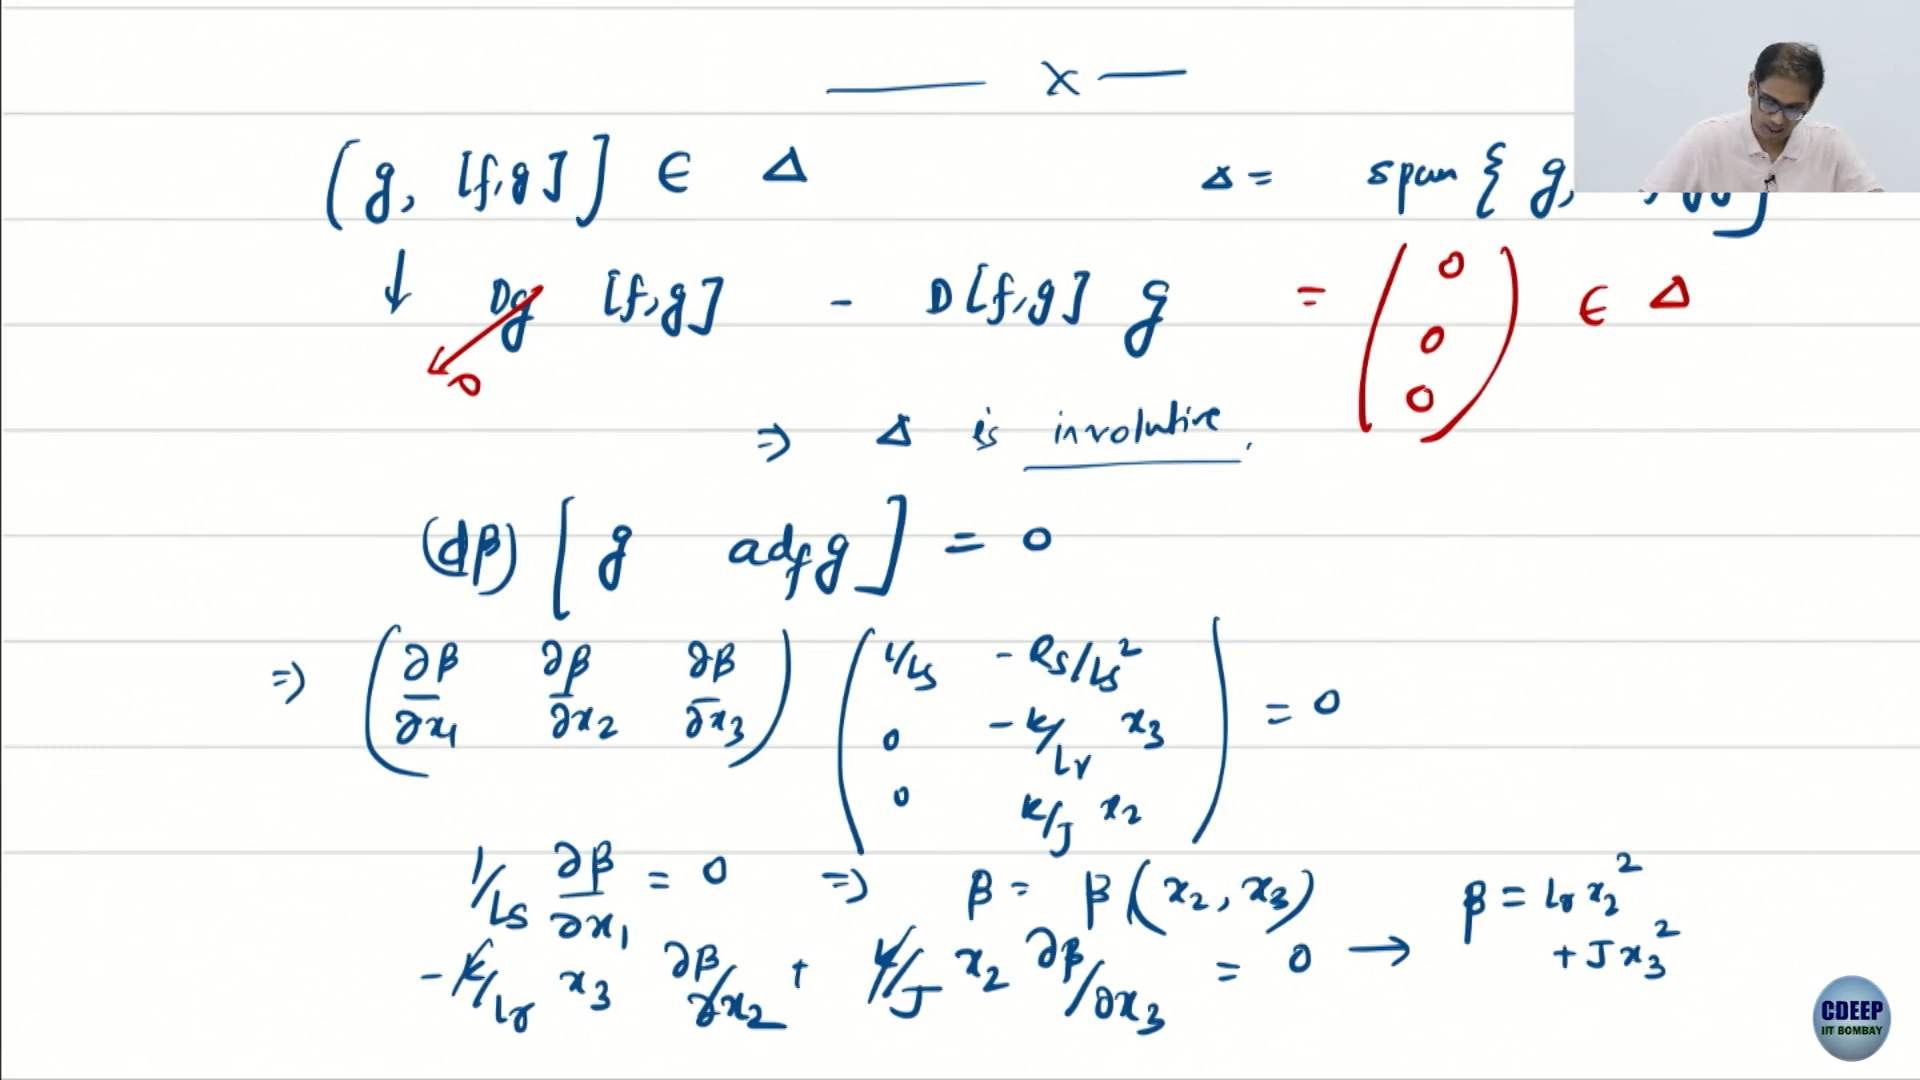 —— x ——
[g, [f,g]] ∈ Δ        Δ = span { g,
↓ Dg [f,g] - D[f,g] g = (0 0 0) ∈ Δ
0
⇒ Δ is involutive.
(dβ) [ g  ad_f g ] = 0
⇒ ( ∂β/∂x₁  ∂β/∂x₂  ∂β/∂x₃ ) ( 1/Ls  -Rs/Ls² ; 0  -k/Lr x₃ ; 0  k/J x₂ ) = 0
1/Ls ∂β/∂x₁ = 0 ⇒ β = β(x₂, x₃)
-k/Lr x₃ ∂β/∂x₂ + k/J x₂ ∂β/∂x₃ = 0 → β = Lr x₂² + J x₃²
CDEEP
IIT BOMBAY